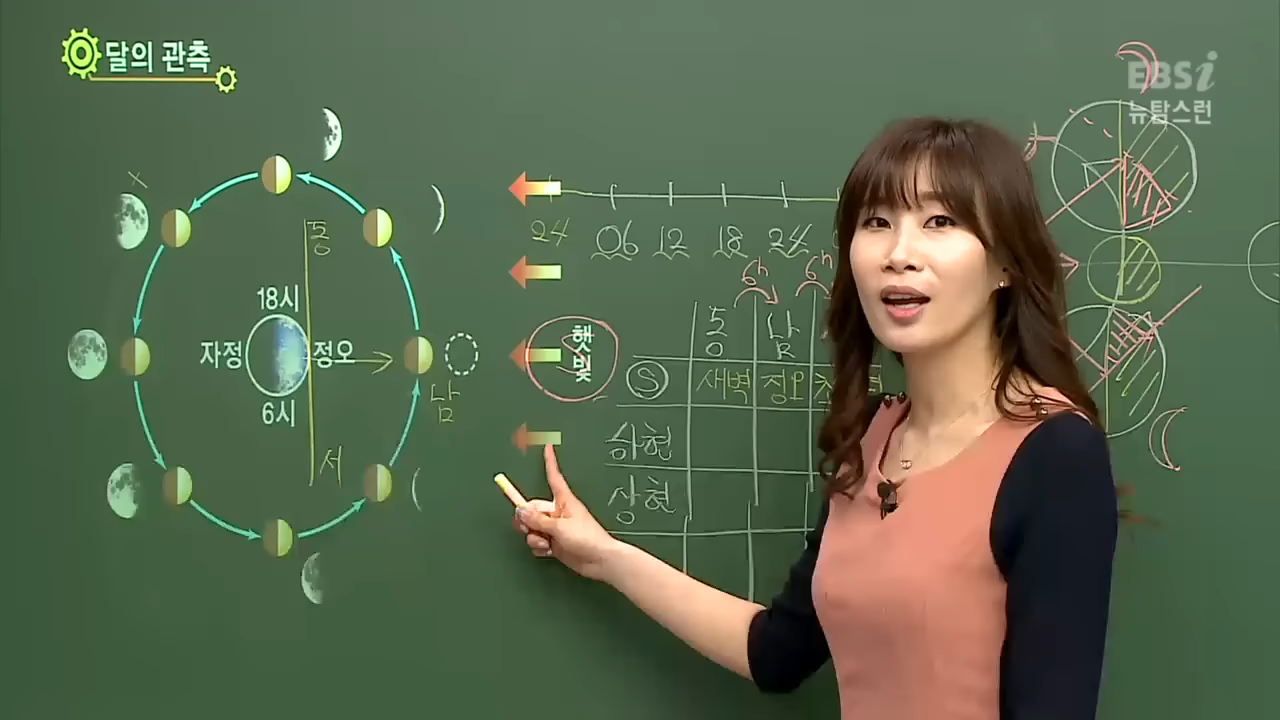 달의 관측
EBSi
뉴탐스런
동
24 06 12 18 24
18시
6h 6h
자정 정오
햇빛
동 남
6시
남
S 새벽 정오
서
하현
상현